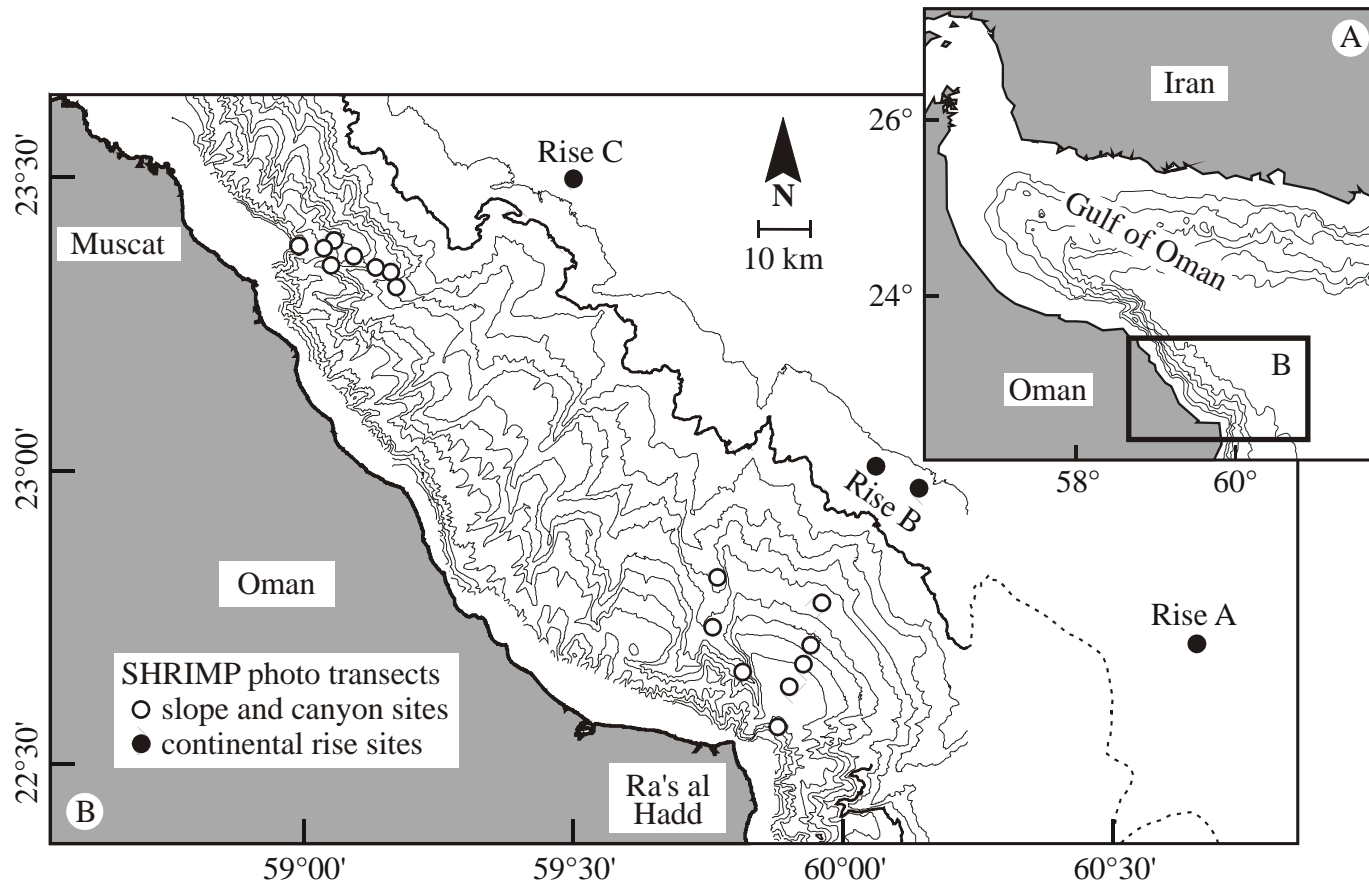 A
Iran
26°
Gulf of Oman
24°
B
Oman
58°
60°
Rise C
N
10 km
23°30'
Muscat
23°00'
Rise B
Oman
Rise A
SHRIMP photo transects
slope and canyon sites
continental rise sites
22°30'
Ra's al
Hadd
B
59°00'
59°30'
60°00'
60°30'